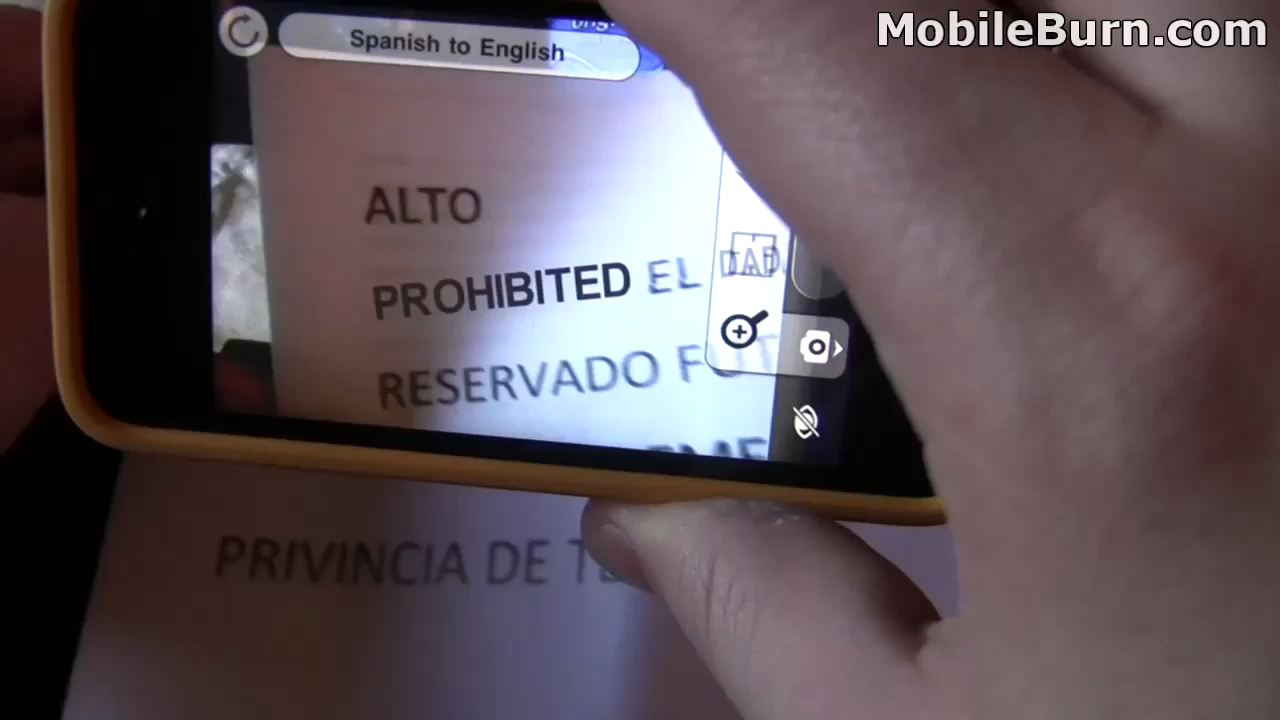 MobileBurn.com
Spanish to English
ALTO
PROHIBITED EL
RESERVADO
PRIVINCIA DE